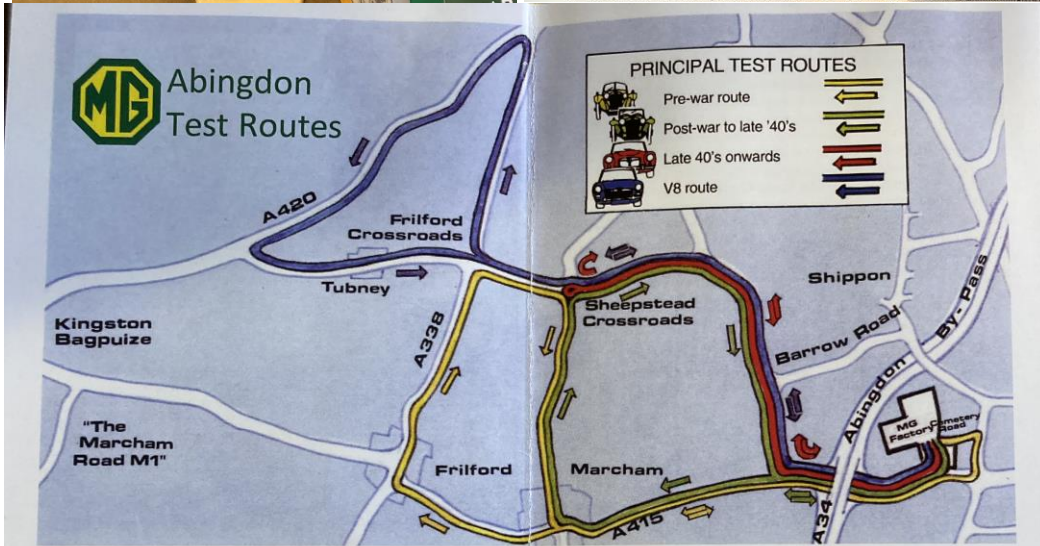 MG
Abingdon
Test Routes
PRINCIPAL TEST ROUTES
Pre-war route
Post-war to late '40's
Late 40's onwards
V8 route
A420
Frilford
Crossroads
Tubney
Sheepstead
Crossroads
Shippon
Kingston
Bagpuize
A338
Barrow Road
Abingdon By-Pass
"The
Marcham
Road M1"
MG
Factory
Cemetery
Road
Frilford
Marcham
A415
A34